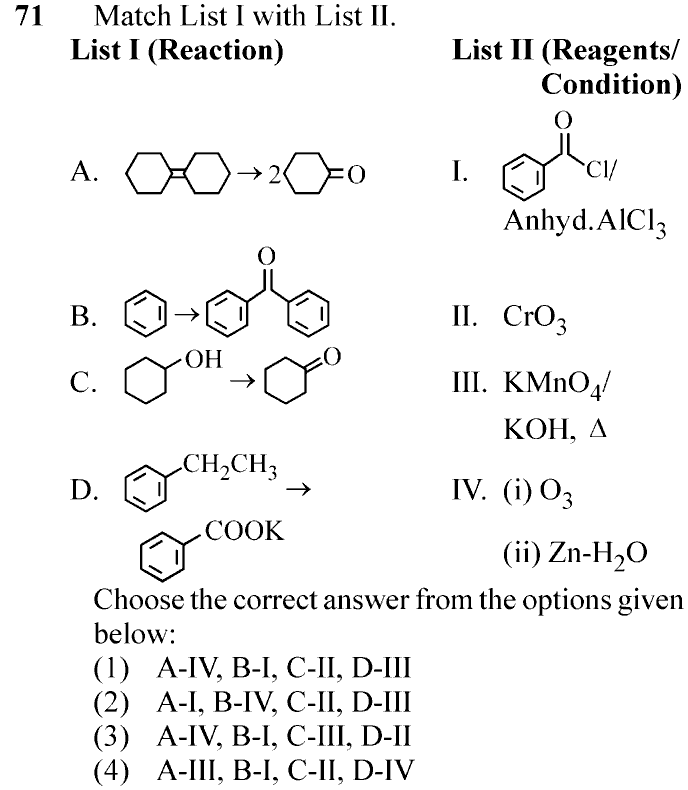 71 Match List I with List II.
List I (Reaction) List II (Reagents/
Condition)
A. → 2 =O I. O Cl/
Anhyd.AlCl₃
B. → O II. CrO₃
C. OH → O III. KMnO₄/
KOH, Δ
D. CH₂CH₃ → IV. (i) O₃
COOK (ii) Zn-H₂O
Choose the correct answer from the options given
below:
(1) A-IV, B-I, C-II, D-III
(2) A-I, B-IV, C-II, D-III
(3) A-IV, B-I, C-III, D-II
(4) A-III, B-I, C-II, D-IV